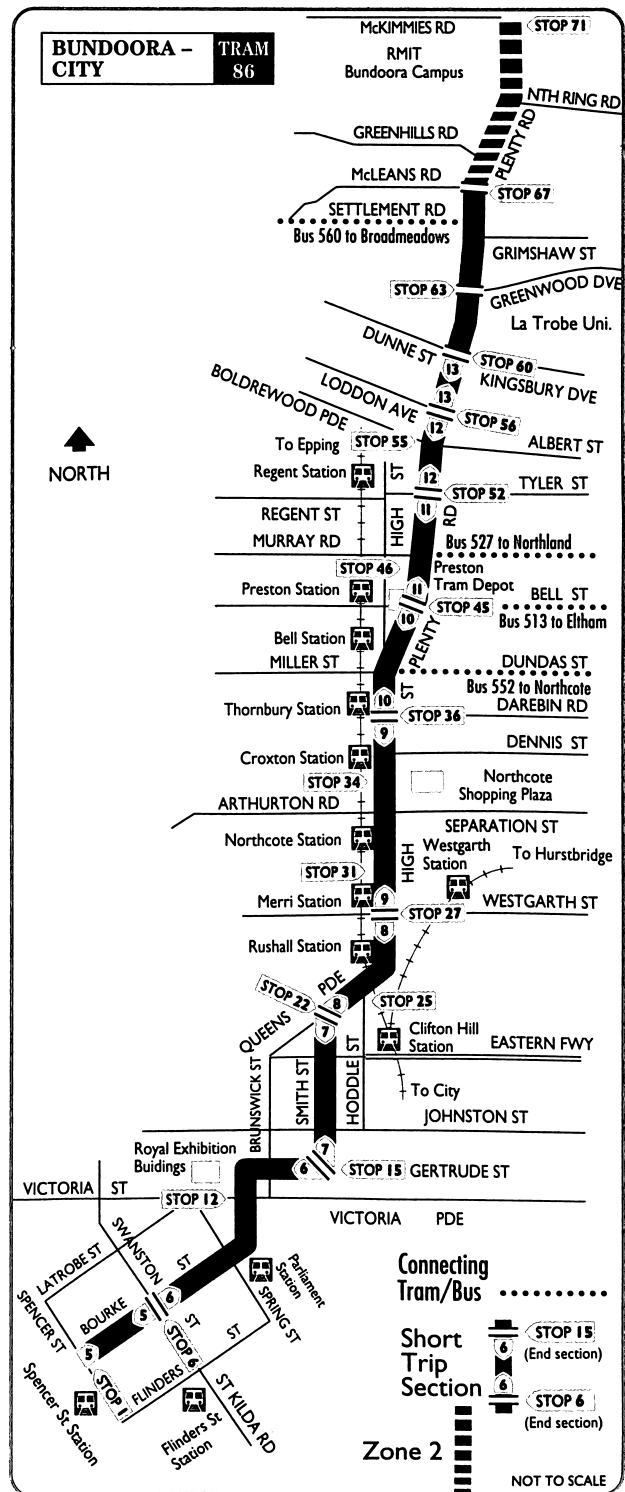 BUNDOORA –
CITY
TRAM
86
McKIMMIES RD
STOP 71
RMIT
Bundoora Campus
NTH RING RD
GREENHILLS RD
PLENTY RD
McLEANS RD
STOP 67
SETTLEMENT RD
Bus 560 to Broadmeadows
GRIMSHAW ST
STOP 63
GREENWOOD DVE
La Trobe Uni.
DUNNE ST
STOP 60
13
KINGSBURY DVE
LODDON AVE
13
BOLDREWOOD PDE
STOP 56
12
To Epping
STOP 55
ALBERT ST
NORTH
Regent Station
ST
12
TYLER ST
STOP 52
REGENT ST
11
RD
HIGH
MURRAY RD
Bus 527 to Northland
STOP 46
Preston
Tram Depot
Preston Station
11
BELL ST
STOP 45
10
Bus 513 to Eltham
Bell Station
PLENTY
MILLER ST
DUNDAS ST
Bus 552 to Northcote
ST
Thornbury Station
10
DAREBIN RD
STOP 36
9
DENNIS ST
Croxton Station
STOP 34
Northcote
Shopping Plaza
ARTHURTON RD
SEPARATION ST
Northcote Station
Westgarth
Station
To Hurstbridge
HIGH
STOP 31
Merri Station
9
WESTGARTH ST
STOP 27
8
Rushall Station
PDE
STOP 22
8
STOP 25
QUEENS
7
Clifton Hill
Station
EASTERN FWY
BRUNSWICK ST
SMITH ST
HODDLE ST
To City
JOHNSTON ST
Royal Exhibition
Buidings
7
6
STOP 15
GERTRUDE ST
VICTORIA ST
STOP 12
VICTORIA PDE
LATROBE ST
SWANSTON
ST
Parliament
Station
SPENCER ST
BOURKE
ST
6
5
SPRING ST
5
STOP 6
ST
STOP 1
FLINDERS
ST KILDA RD
Spencer St Station
Flinders St
Station
Connecting
Tram/Bus
Short
Trip
Section
STOP 15
(End section)
6
6
STOP 6
(End section)
Zone 2
NOT TO SCALE